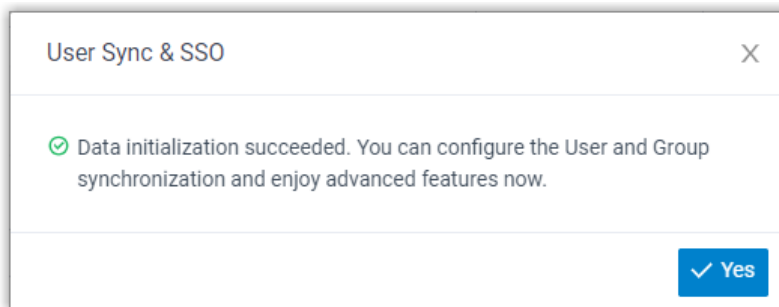 User Sync & SSO
Data initialization succeeded. You can configure the User and Group
synchronization and enjoy advanced features now.
Yes